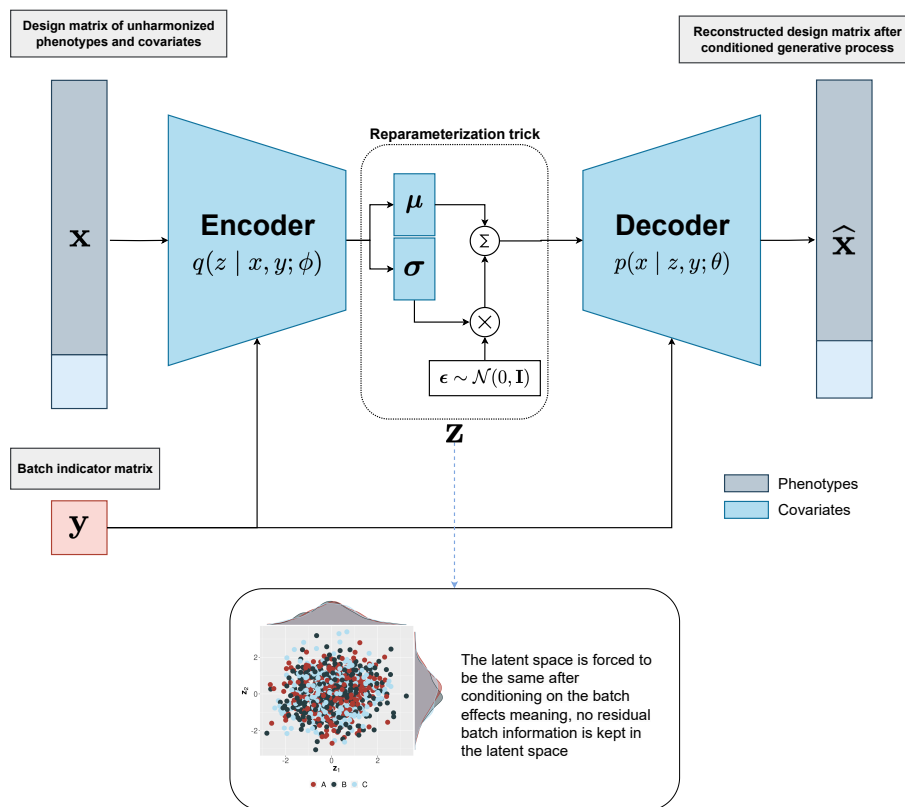 Design matrix of unharmonized
phenotypes and covariates
Reconstructed design matrix after
conditioned generative process
Reparameterization trick
x
Encoder
q(z | x, y; ϕ)
μ
σ
Σ
×
ϵ ∼ N(0, I)
z
Decoder
p(x | z, y; θ)
x̂
Batch indicator matrix
y
Phenotypes
Covariates
z₂
2
0
-2
-2 0 2
z₁
A B C
The latent space is forced to
be the same after
conditioning on the batch
effects meaning, no residual
batch information is kept in
the latent space